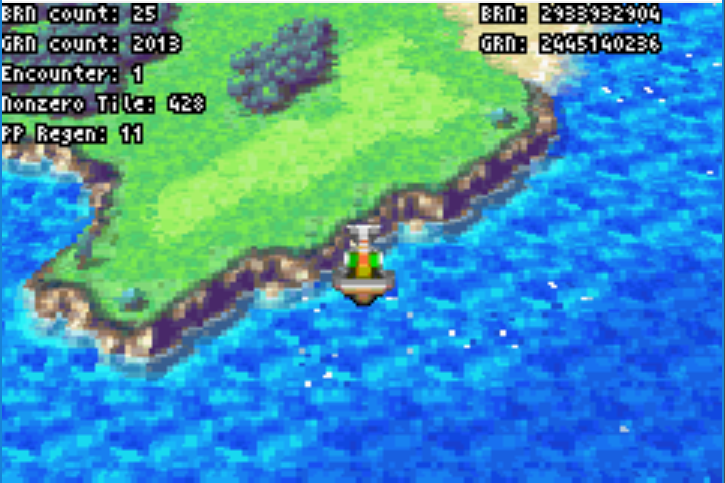 BRN count: 25
BRN: 2933932904
GRN count: 2013
GRN: 2445140236
Encounter: 1
Nonzero Tile: 428
PP Regen: 11